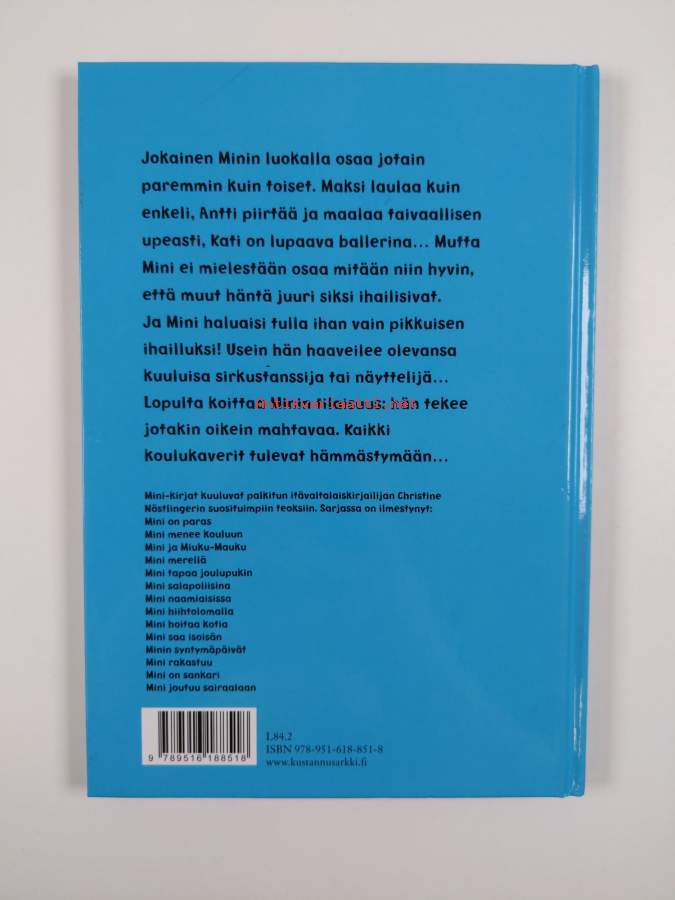 Jokainen Minin luokalla osaa jotain
paremmin kuin toiset. Maksi laulaa kuin
enkeli, Antti piirtää ja maalaa taivaallisen
upeasti, Kati on lupaava ballerina... Mutta
Mini ei mielestään osaa mitään niin hyvin,
että muut häntä juuri siksi ihailisivat.
Ja Mini haluaisi tulla ihan vain pikkuisen
ihailluksi! Usein hän haaveilee olevansa
kuuluisa sirkustanssija tai näyttelijä...
Lopulta koittaa Minin tilaisuus: hän tekee
jotakin oikein mahtavaa. Kaikki
koulukaverit tulevat hämmästymään...
Mini-kirjat kuuluvat palkitun itävaltalaiskirjailijan Christine
Nöstlingerin suosituimpiin teoksiin. Sarjassa on ilmestynyt:
Mini on paras
Mini menee kouluun
Mini ja Miuku-Mauku
Mini merellä
Mini tapaa joulupukin
Mini salapoliisina
Mini naamiaisissa
Mini hiihtolomalla
Mini hoitaa kotia
Mini saa isoisän
Minin syntymäpäivät
Mini rakastuu
Mini on sankari
Mini joutuu sairaalaan
L84.2
ISBN 978-951-618-851-8
www.kustannusarkki.fi
9 789516 188518